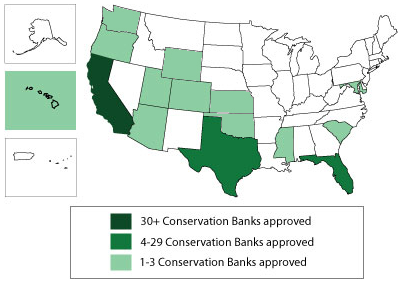 30+ Conservation Banks approved
4-29 Conservation Banks approved
1-3 Conservation Banks approved